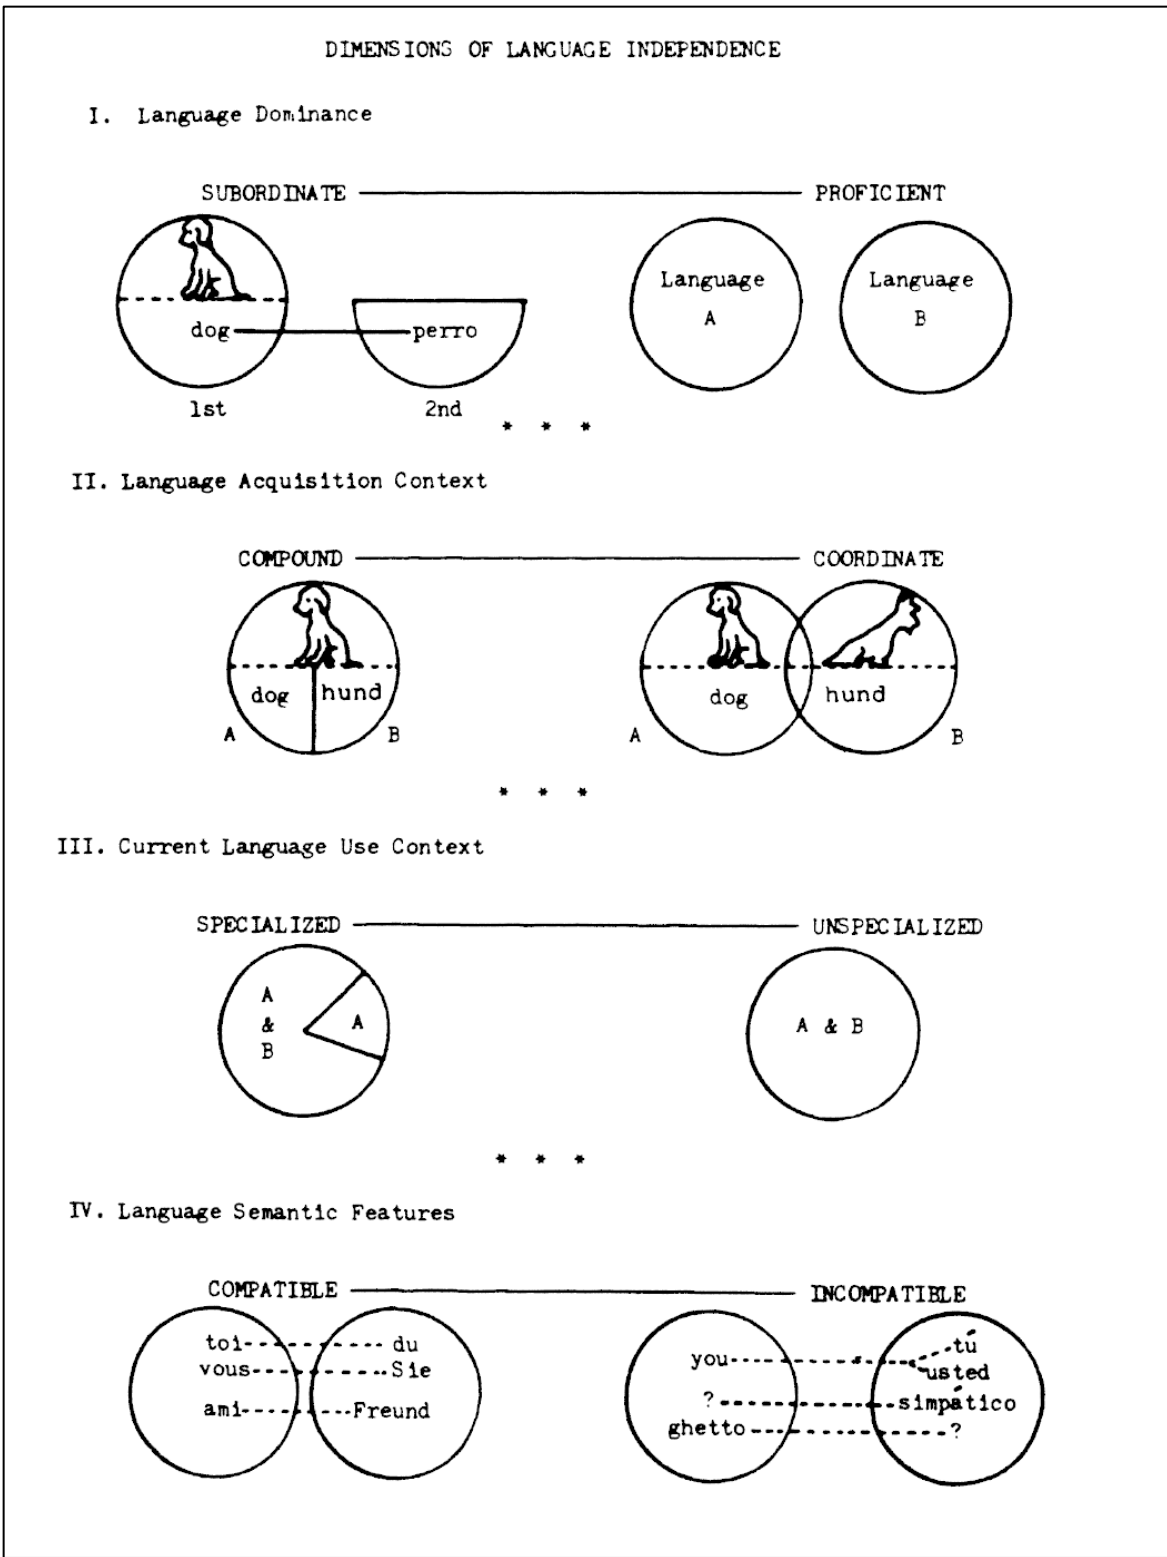 DIMENSIONS OF LANGUAGE INDEPENDENCE
I. Language Dominance
SUBORDINATE PROFICIENT
Language Language
A B
dog perro
1st 2nd
* * *
II. Language Acquisition Context
COMPOUND COORDINATE
dog hund dog hund
A B A B
* * *
III. Current Language Use Context
SPECIALIZED UNSPECIALIZED
A
& A A & B
B
* * *
IV. Language Semantic Features
COMPATIBLE INCOMPATIBLE
toi du tú
vous Sie you usted
ami Freund ? simpático
ghetto ?